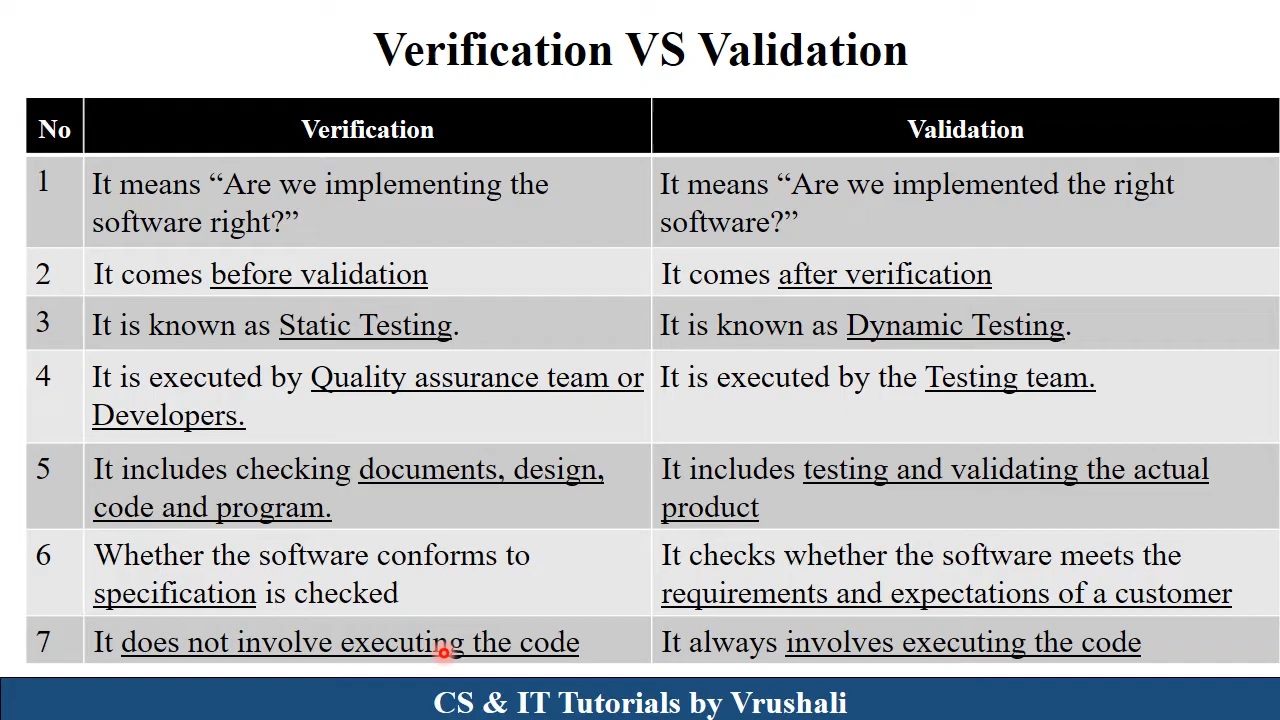 Verification VS Validation
No Verification Validation
1 It means “Are we implementing the It means “Are we implemented the right
software right?” software?”
2 It comes before validation It comes after verification
3 It is known as Static Testing. It is known as Dynamic Testing.
4 It is executed by Quality assurance team or It is executed by the Testing team.
Developers.
5 It includes checking documents, design, It includes testing and validating the actual
code and program. product
6 Whether the software conforms to It checks whether the software meets the
specification is checked requirements and expectations of a customer
7 It does not involve executing the code It always involves executing the code
CS & IT Tutorials by Vrushali